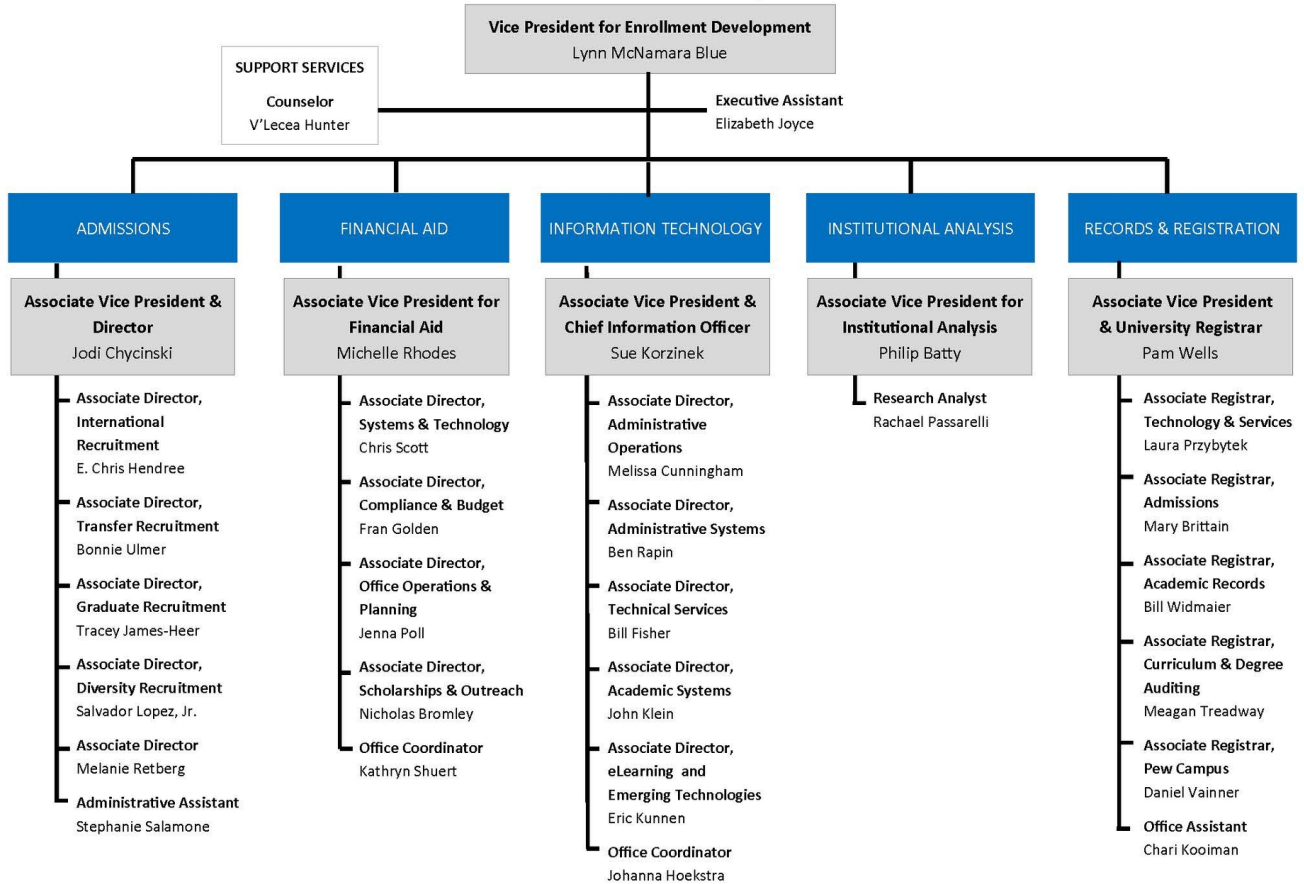 Vice President for Enrollment Development
Lynn McNamara Blue
SUPPORT SERVICES
Counselor
V'Lecea Hunter
Executive Assistant
Elizabeth Joyce
ADMISSIONS
Associate Vice President &
Director
Jodi Chycinski
Associate Director,
International
Recruitment
E. Chris Hendree
Associate Director,
Transfer Recruitment
Bonnie Ulmer
Associate Director,
Graduate Recruitment
Tracey James-Heer
Associate Director,
Diversity Recruitment
Salvador Lopez, Jr.
Associate Director
Melanie Retberg
Administrative Assistant
Stephanie Salamone
FINANCIAL AID
Associate Vice President for
Financial Aid
Michelle Rhodes
Associate Director,
Systems & Technology
Chris Scott
Associate Director,
Compliance & Budget
Fran Golden
Associate Director,
Office Operations &
Planning
Jenna Poll
Associate Director,
Scholarships & Outreach
Nicholas Bromley
Office Coordinator
Kathryn Shuert
INFORMATION TECHNOLOGY
Associate Vice President &
Chief Information Officer
Sue Korzinek
Associate Director,
Administrative
Operations
Melissa Cunningham
Associate Director,
Administrative Systems
Ben Rapin
Associate Director,
Technical Services
Bill Fisher
Associate Director,
Academic Systems
John Klein
Associate Director,
eLearning and
Emerging Technologies
Eric Kunnen
Office Coordinator
Johanna Hoekstra
INSTITUTIONAL ANALYSIS
Associate Vice President for
Institutional Analysis
Philip Batty
Research Analyst
Rachael Passarelli
RECORDS & REGISTRATION
Associate Vice President
& University Registrar
Pam Wells
Associate Registrar,
Technology & Services
Laura Przybytek
Associate Registrar,
Admissions
Mary Brittain
Associate Registrar,
Academic Records
Bill Widmaier
Associate Registrar,
Curriculum & Degree
Auditing
Meagan Treadway
Associate Registrar,
Pew Campus
Daniel Vainner
Office Assistant
Chari Kooiman